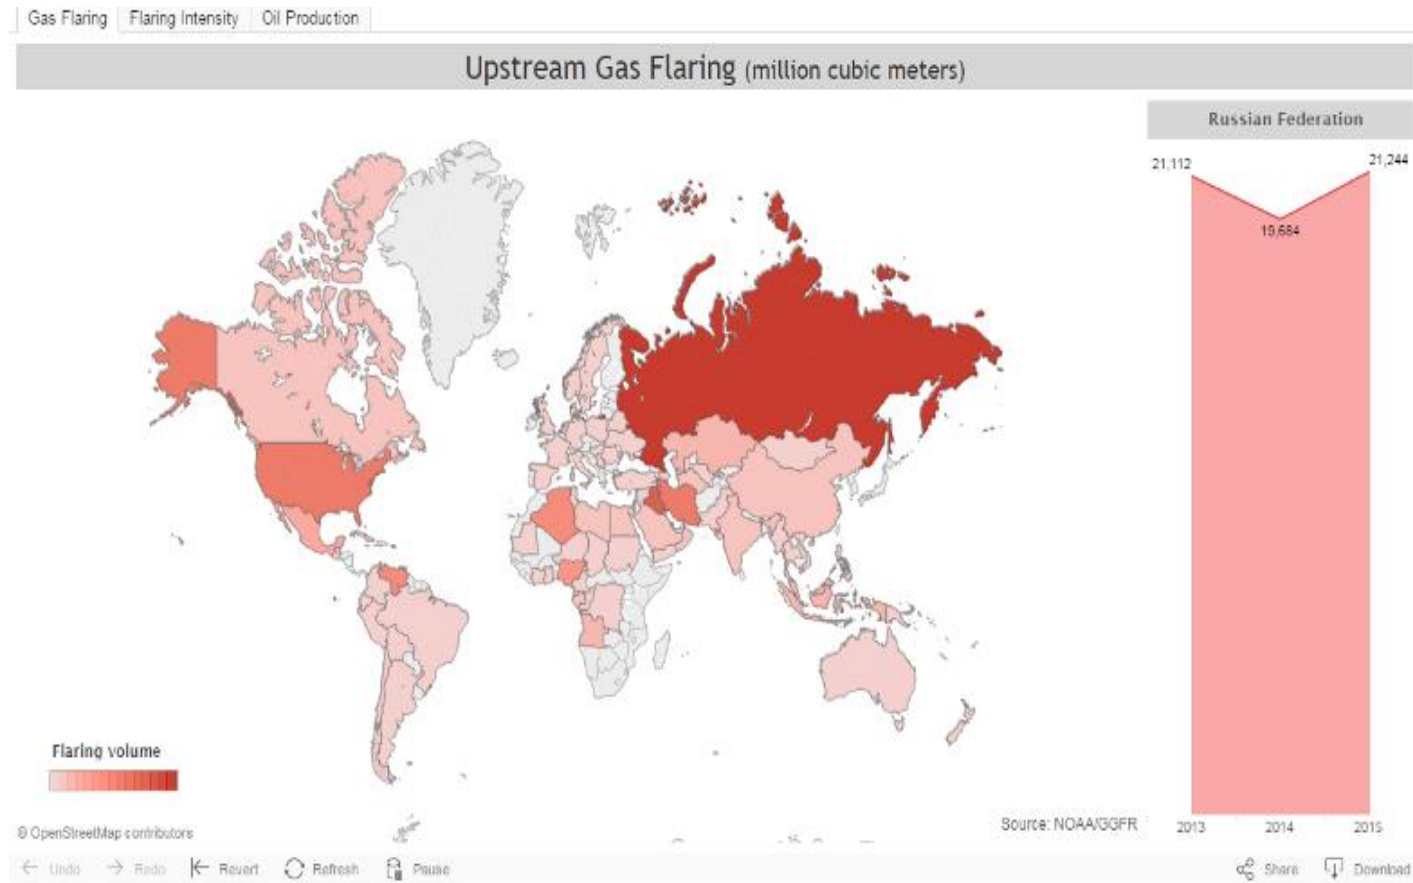 Gas Flaring Flaring Intensity Oil Production
Upstream Gas Flaring (million cubic meters)
Russian Federation
21,112
21,244
19,684
Flaring volume
© OpenStreetMap contributors
Source: NOAA/GGFR
2013 2014 2015
Undo Redo Revert Refresh Pause Share Download